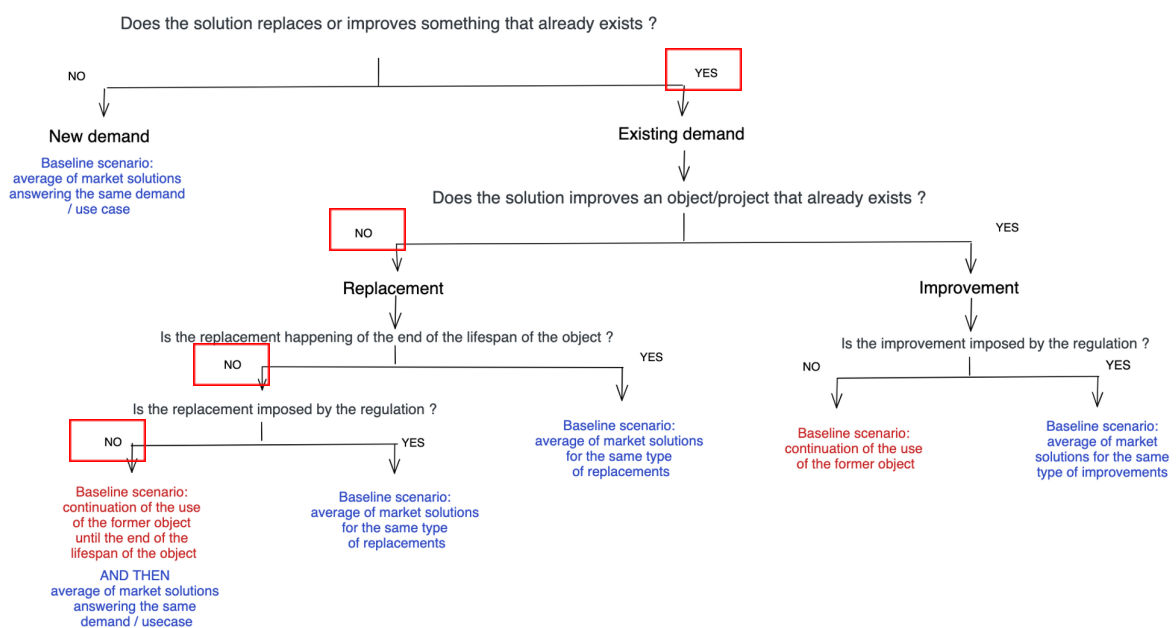 Does the solution replaces or improves something that already exists ?
NO
YES
New demand
Existing demand
Baseline scenario:
average of market solutions
answering the same demand
/ use case
Does the solution improves an object/project that already exists ?
NO
YES
Replacement
Improvement
Is the replacement happening of the end of the lifespan of the object ?
Is the improvement imposed by the regulation ?
NO
YES
NO
YES
Is the replacement imposed by the regulation ?
NO
YES
Baseline scenario:
average of market solutions
for the same type
of replacements
Baseline scenario:
continuation of the use
of the former object
Baseline scenario:
average of market
solutions for the same
type of improvements
Baseline scenario:
continuation of the use
of the former object
until the end of the
lifespan of the object
AND THEN
average of market solutions
answering the same
demand / usecase
Baseline scenario:
average of market solutions
for the same type
of replacements